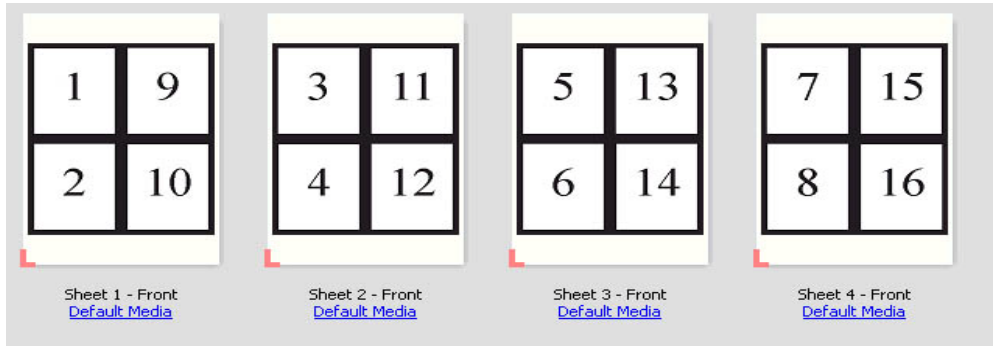 1 9 3 11 5 13 7 15
2 10 4 12 6 14 8 16
Sheet 1 - Front Sheet 2 - Front Sheet 3 - Front Sheet 4 - Front
Default Media Default Media Default Media Default Media